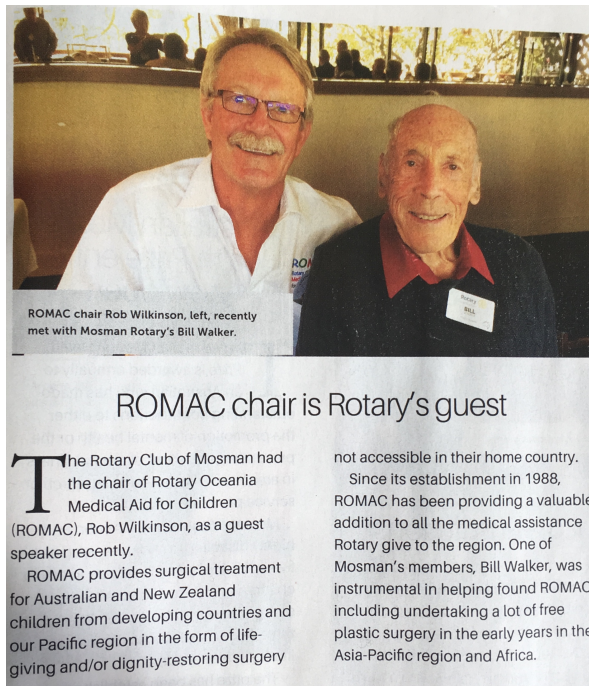 ROM
Rotary
BILL
ROMAC chair Rob Wilkinson, left, recently
met with Mosman Rotary's Bill Walker.
ROMAC chair is Rotary's guest
The Rotary Club of Mosman had
the chair of Rotary Oceania
Medical Aid for Children
(ROMAC), Rob Wilkinson, as a guest
speaker recently.
ROMAC provides surgical treatment
for Australian and New Zealand
children from developing countries and
our Pacific region in the form of life-
giving and/or dignity-restoring surgery
not accessible in their home country.
Since its establishment in 1988,
ROMAC has been providing a valuable
addition to all the medical assistance
Rotary give to the region. One of
Mosman's members, Bill Walker, was
instrumental in helping found ROMAC
including undertaking a lot of free
plastic surgery in the early years in the
Asia-Pacific region and Africa.